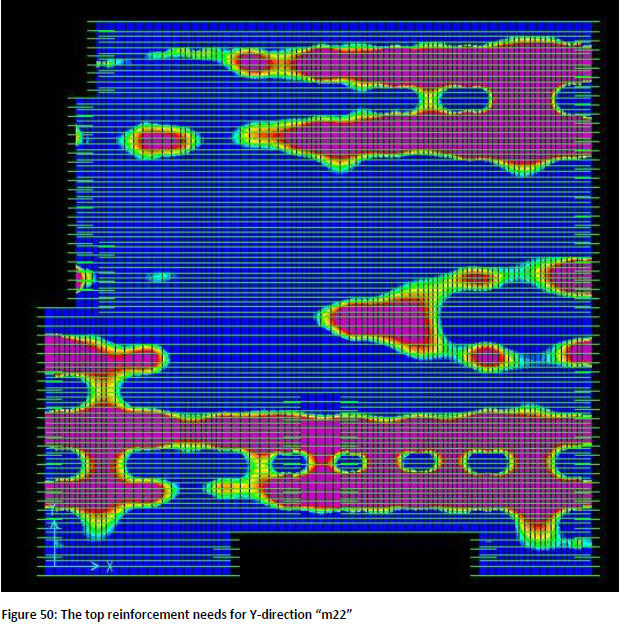 Y
X
Figure 50: The top reinforcement needs for Y-direction “m22”